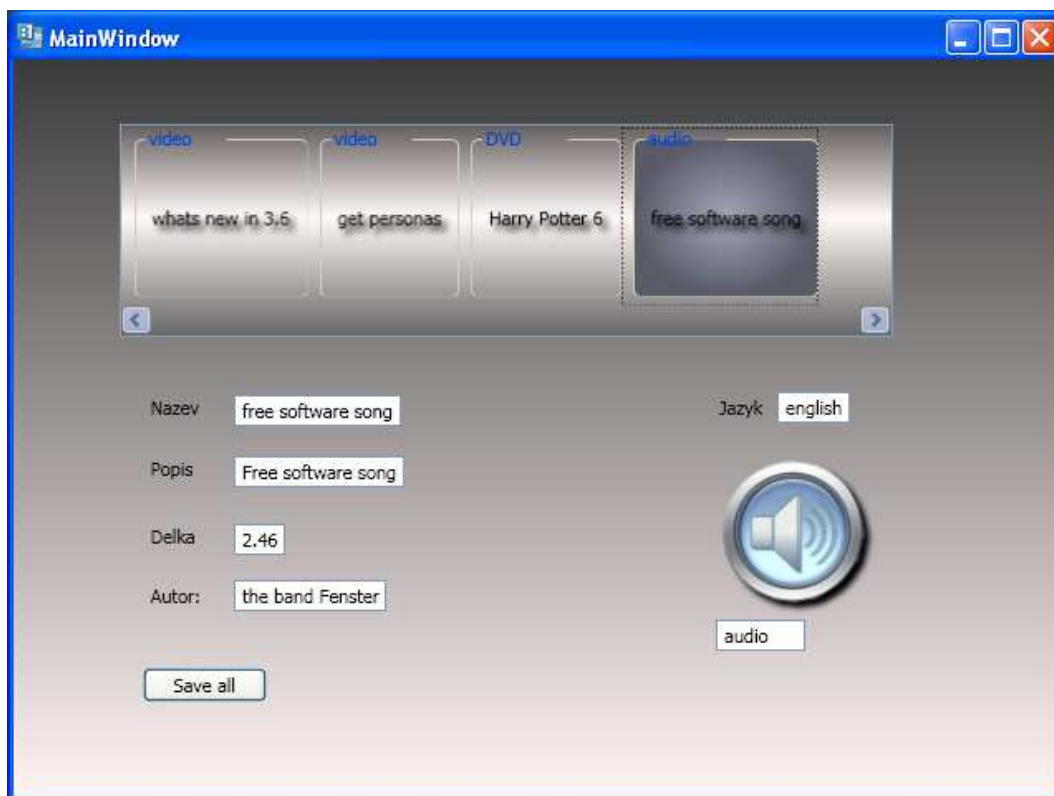 MainWindow
video
video
DVD
audio
whats new in 3.6
get personas
Harry Potter 6
free software song
Nazev
free software song
Jazyk
english
Popis
Free software song
Delka
2.46
Autor:
the band Fenster
audio
Save all